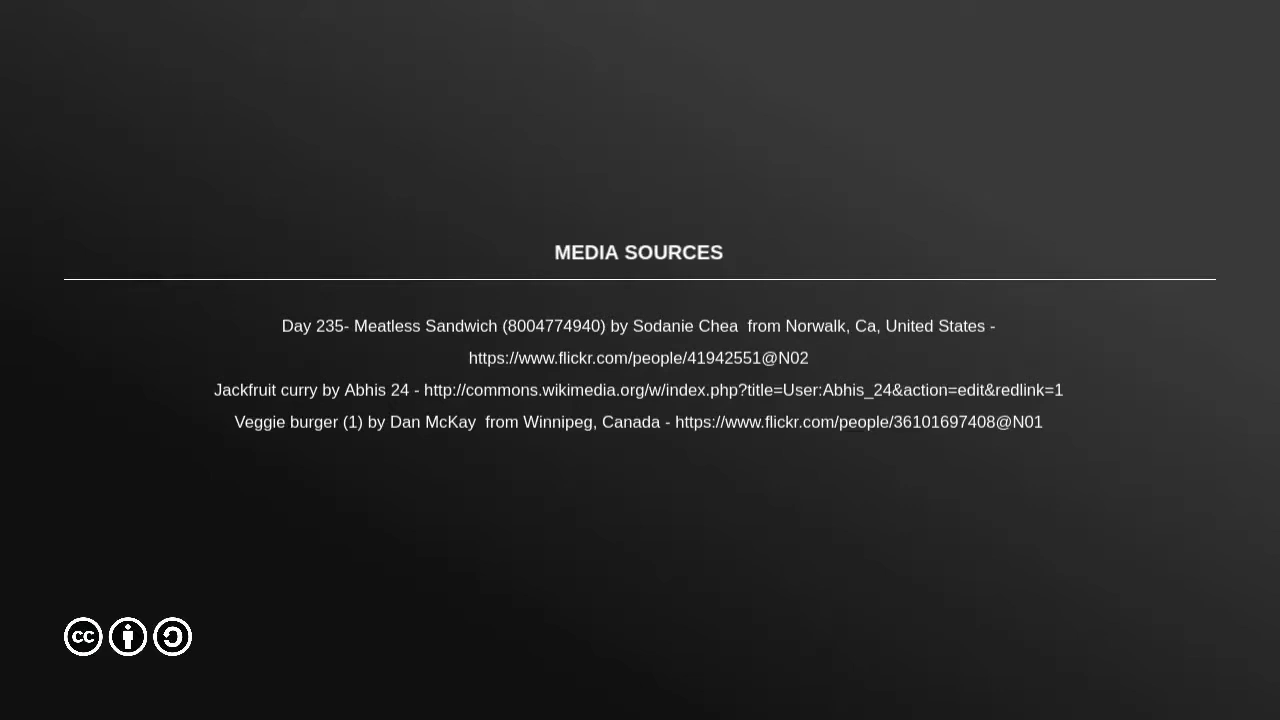 MEDIA SOURCES
Day 235- Meatless Sandwich (8004774940) by Sodanie Chea  from Norwalk, Ca, United States -
https://www.flickr.com/people/41942551@N02
Jackfruit curry by Abhis 24 - http://commons.wikimedia.org/w/index.php?title=User:Abhis_24&action=edit&redlink=1
Veggie burger (1) by Dan McKay  from Winnipeg, Canada - https://www.flickr.com/people/36101697408@N01
cc